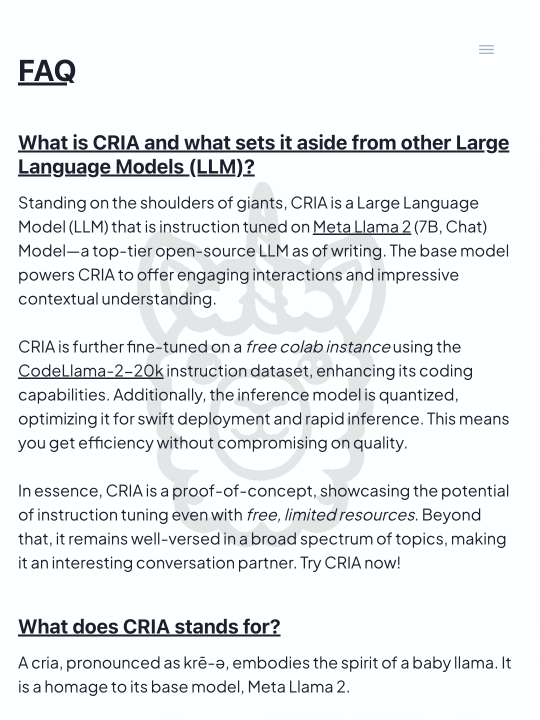 FAQ
What is CRIA and what sets it aside from other Large
Language Models (LLM)?
Standing on the shoulders of giants, CRIA is a Large Language
Model (LLM) that is instruction tuned on Meta Llama 2 (7B, Chat)
Model—a top-tier open-source LLM as of writing. The base model
powers CRIA to offer engaging interactions and impressive
contextual understanding.
CRIA is further fine-tuned on a free colab instance using the
CodeLlama-2-20k instruction dataset, enhancing its coding
capabilities. Additionally, the inference model is quantized,
optimizing it for swift deployment and rapid inference. This means
you get efficiency without compromising on quality.
In essence, CRIA is a proof-of-concept, showcasing the potential
of instruction tuning even with free, limited resources. Beyond
that, it remains well-versed in a broad spectrum of topics, making
it an interesting conversation partner. Try CRIA now!
What does CRIA stands for?
A cria, pronounced as krē-ə, embodies the spirit of a baby llama. It
is a homage to its base model, Meta Llama 2.